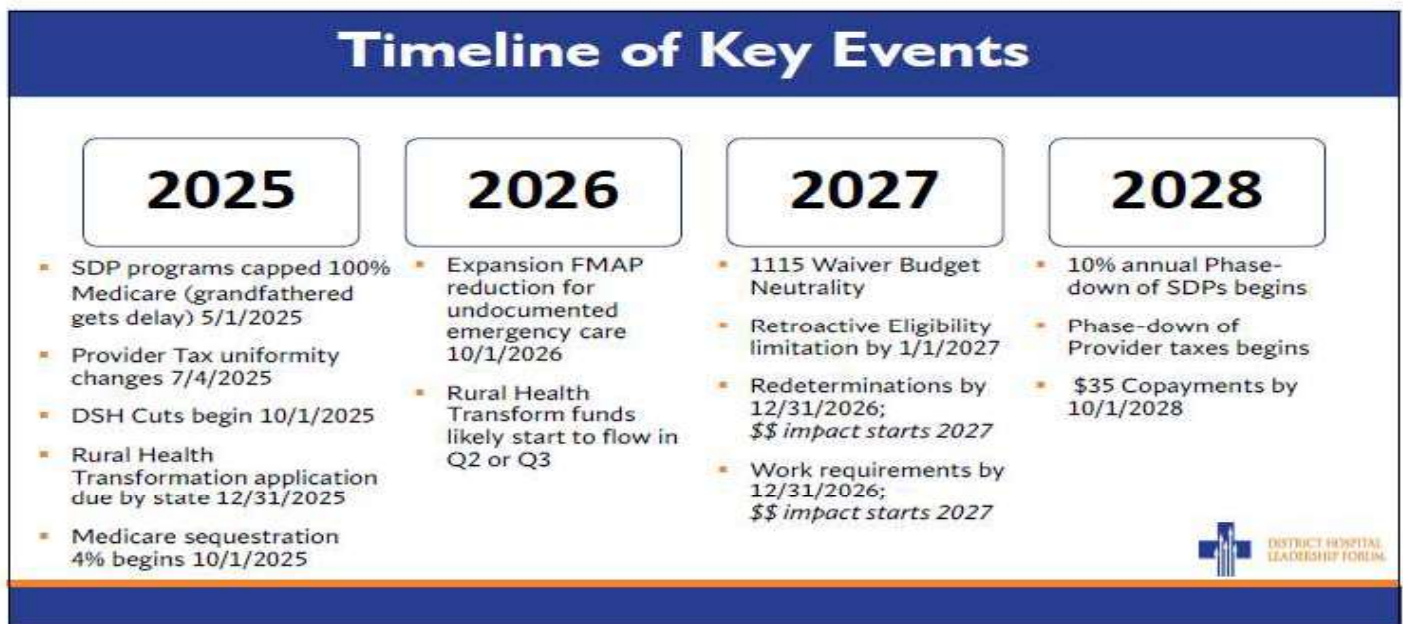 Timeline of Key Events
2025
▪ SDP programs capped 100%
Medicare (grandfathered
gets delay) 5/1/2025
▪ Provider Tax uniformity
changes 7/4/2025
▪ DSH Cuts begin 10/1/2025
▪ Rural Health
Transformation application
due by state 12/31/2025
▪ Medicare sequestration
4% begins 10/1/2025
2026
▪ Expansion FMAP
reduction for
undocumented
emergency care
10/1/2026
▪ Rural Health
Transform funds
likely start to flow in
Q2 or Q3
2027
▪ 1115 Waiver Budget
Neutrality
▪ Retroactive Eligibility
limitation by 1/1/2027
▪ Redeterminations by
12/31/2026;
$$ impact starts 2027
▪ Work requirements by
12/31/2026;
$$ impact starts 2027
2028
▪ 10% annual Phase-
down of SDPs begins
▪ Phase-down of
Provider taxes begins
▪ $35 Copayments by
10/1/2028
DISTRICT HOSPITAL
LEADERSHIP FORUM